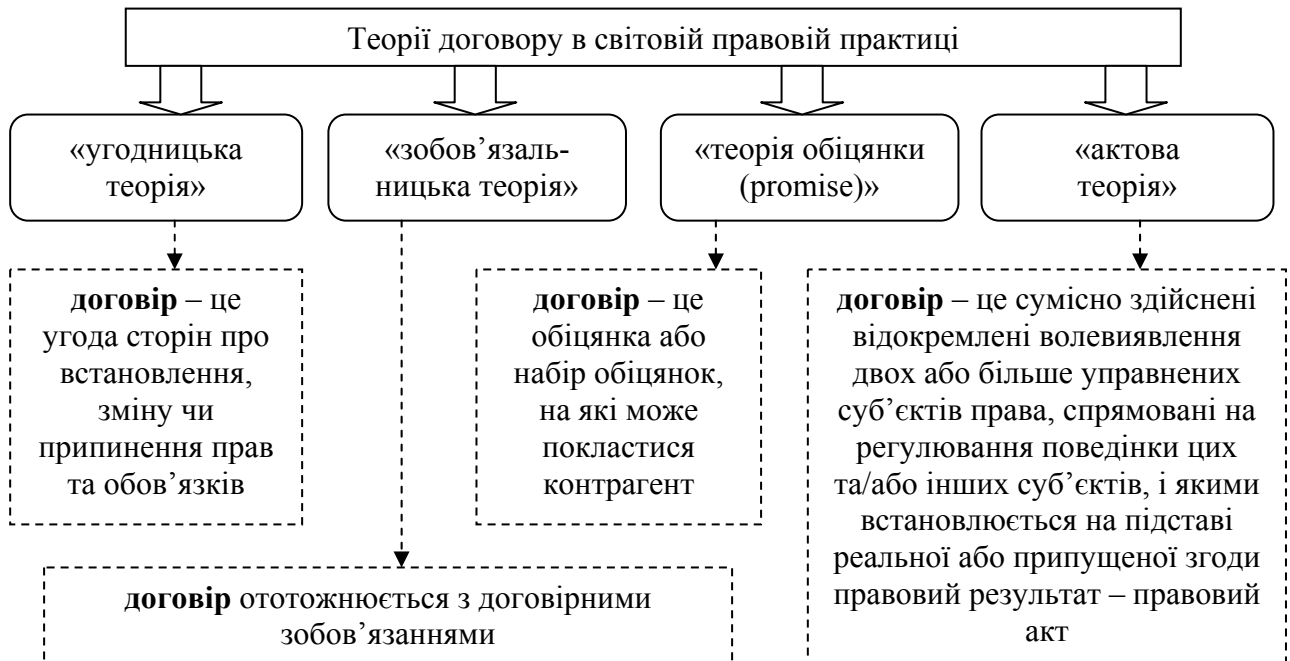 Теорії договору в світовій правовій практиці
«угодницька
теорія»
«зобов’язаль-
ницька теорія»
«теорія обіцянки
(promise)»
«актова
теорія»
договір – це
угода сторін про
встановлення,
зміну чи
припинення прав
та обов’язків
договір – це
обіцянка або
набір обіцянок,
на які може
покластися
контрагент
договір – це сумісно здійснені
відокремлені волевиявлення
двох або більше управнених
суб’єктів права, спрямовані на
регулювання поведінки цих
та/або інших суб’єктів, і якими
встановлюється на підставі
реальної або припущеної згоди
правовий результат – правовий
акт
договір ототожнюється з договірними
зобов’язаннями